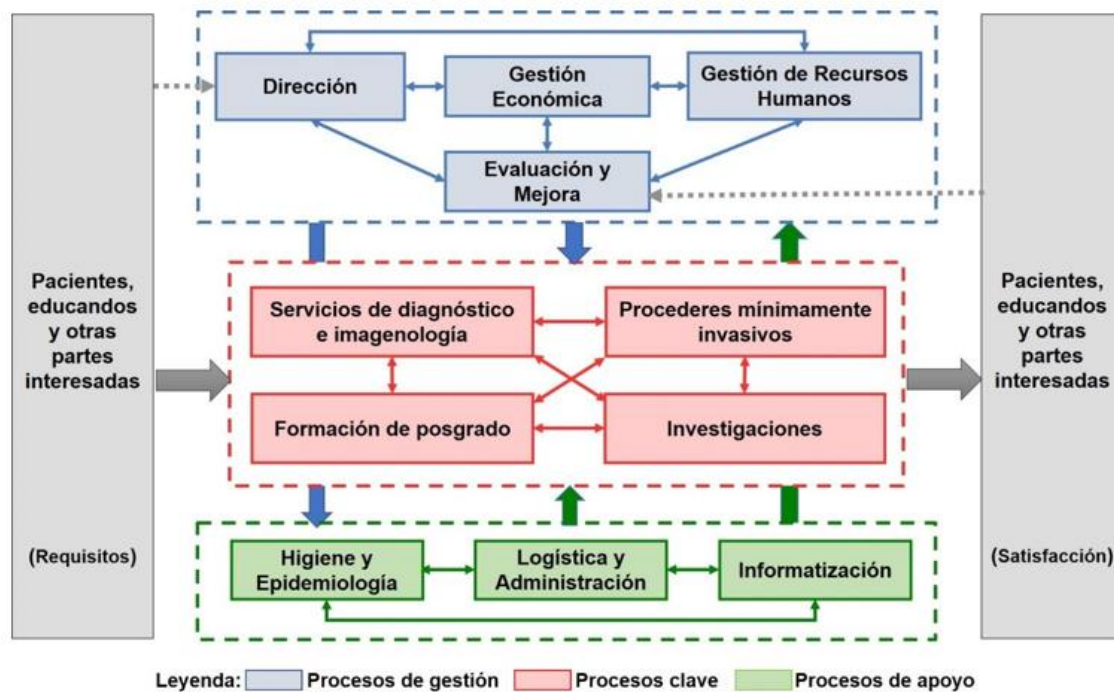 Pacientes,
educandos
y otras
partes
interesadas
(Requisitos)
Dirección
Gestión
Económica
Gestión de Recursos
Humanos
Evaluación y
Mejora
Servicios de diagnóstico
e imagenología
Procederes mínimamente
invasivos
Formación de posgrado
Investigaciones
Higiene y
Epidemiología
Logística y
Administración
Informatización
Pacientes,
educandos
y otras
partes
interesadas
(Satisfacción)
Leyenda: Procesos de gestión Procesos clave Procesos de apoyo